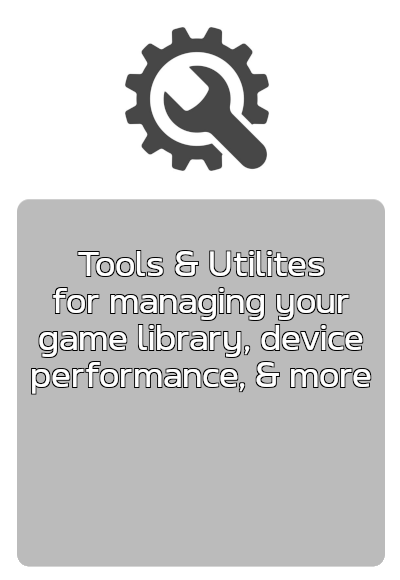 Tools & Utilites
for managing your
game library, device
performance, & more